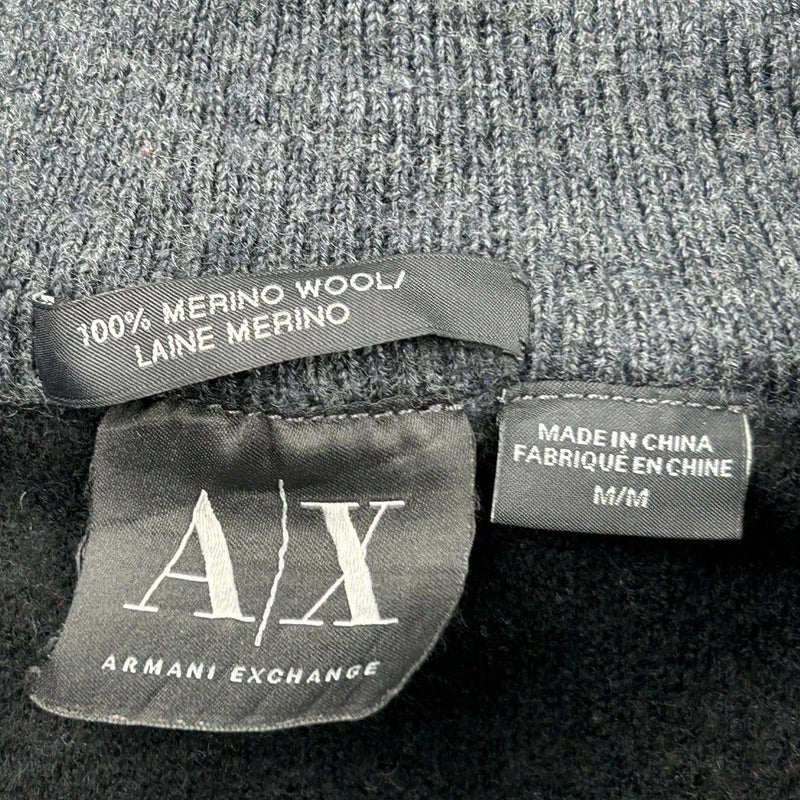 100% MERINO WOOL/
LAINE MERINO
A|X
ARMANI EXCHANGE
MADE IN CHINA
FABRIQUÉ EN CHINE
M/M